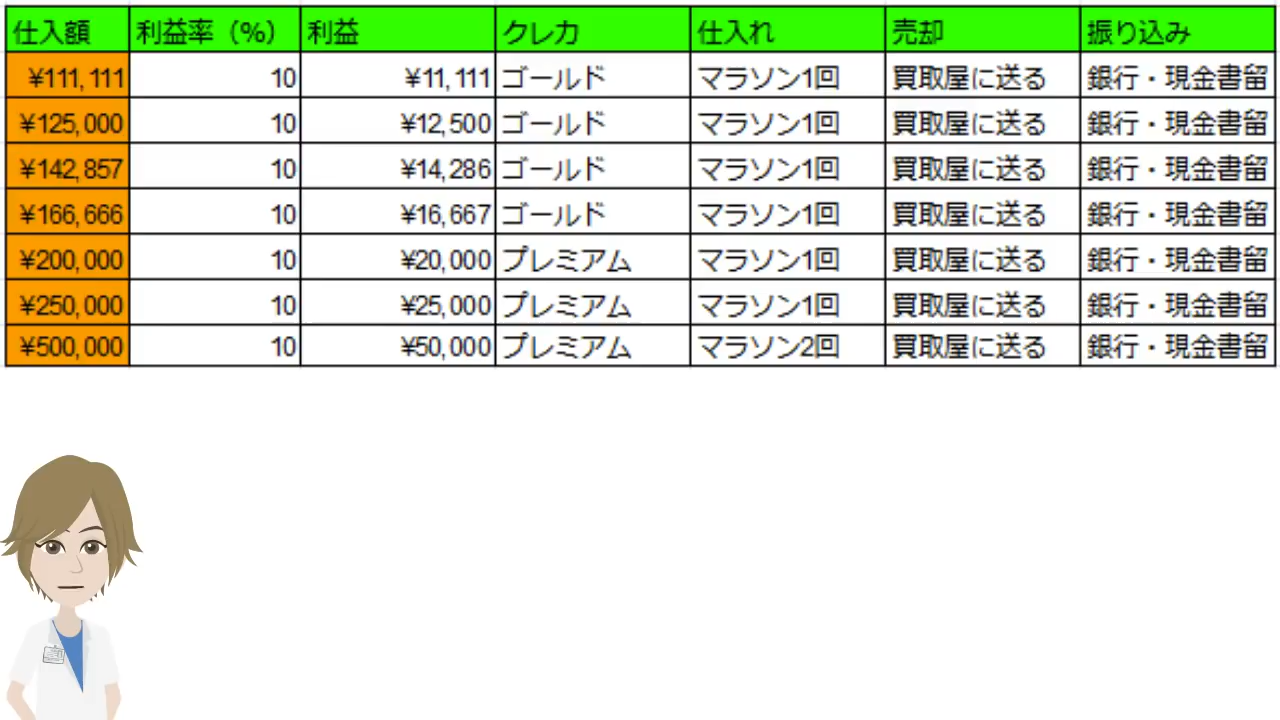 仕入額 利益率（%） 利益 クレカ 仕入れ 売却 振り込み
¥111,111 10 ¥11,111 ゴールド マラソン1回 買取屋に送る 銀行・現金書留
¥125,000 10 ¥12,500 ゴールド マラソン1回 買取屋に送る 銀行・現金書留
¥142,857 10 ¥14,286 ゴールド マラソン1回 買取屋に送る 銀行・現金書留
¥166,666 10 ¥16,667 ゴールド マラソン1回 買取屋に送る 銀行・現金書留
¥200,000 10 ¥20,000 プレミアム マラソン1回 買取屋に送る 銀行・現金書留
¥250,000 10 ¥25,000 プレミアム マラソン1回 買取屋に送る 銀行・現金書留
¥500,000 10 ¥50,000 プレミアム マラソン2回 買取屋に送る 銀行・現金書留